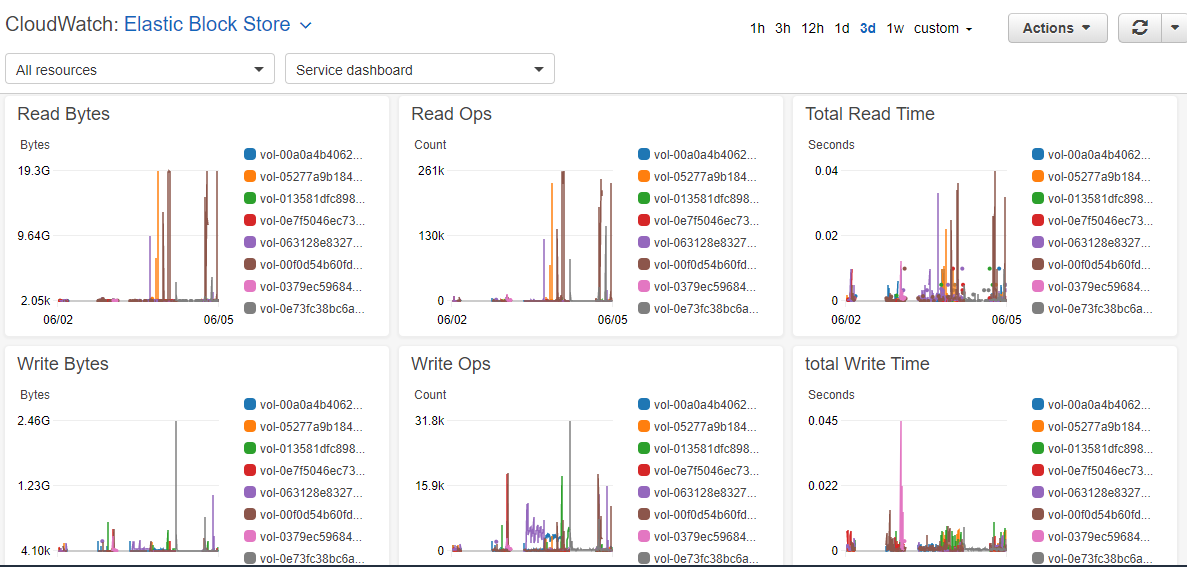 CloudWatch: Elastic Block Store
1h 3h 12h 1d 3d 1w custom
Actions
All resources
Service dashboard
Read Bytes
Bytes
19.3G
9.64G
2.05k
06/02 06/05
vol-00a0a4b4062...
vol-05277a9b184...
vol-013581dfc898...
vol-0e7f5046ec73...
vol-063128e8327...
vol-00f0d54b60fd...
vol-0379ec59684...
vol-0e73fc38bc6a...
Read Ops
Count
261k
130k
0
06/02 06/05
vol-00a0a4b4062...
vol-05277a9b184...
vol-013581dfc898...
vol-0e7f5046ec73...
vol-063128e8327...
vol-00f0d54b60fd...
vol-0379ec59684...
vol-0e73fc38bc6a...
Total Read Time
Seconds
0.04
0.02
0
06/02 06/05
vol-00a0a4b4062...
vol-05277a9b184...
vol-013581dfc898...
vol-0e7f5046ec73...
vol-063128e8327...
vol-00f0d54b60fd...
vol-0379ec59684...
vol-0e73fc38bc6a...
Write Bytes
Bytes
2.46G
1.23G
4.10k
vol-00a0a4b4062...
vol-05277a9b184...
vol-013581dfc898...
vol-0e7f5046ec73...
vol-063128e8327...
vol-00f0d54b60fd...
vol-0379ec59684...
vol-0e73fc38bc6a...
Write Ops
Count
31.8k
15.9k
0
vol-00a0a4b4062...
vol-05277a9b184...
vol-013581dfc898...
vol-0e7f5046ec73...
vol-063128e8327...
vol-00f0d54b60fd...
vol-0379ec59684...
vol-0e73fc38bc6a...
total Write Time
Seconds
0.045
0.022
0
vol-00a0a4b4062...
vol-05277a9b184...
vol-013581dfc898...
vol-0e7f5046ec73...
vol-063128e8327...
vol-00f0d54b60fd...
vol-0379ec59684...
vol-0e73fc38bc6a...